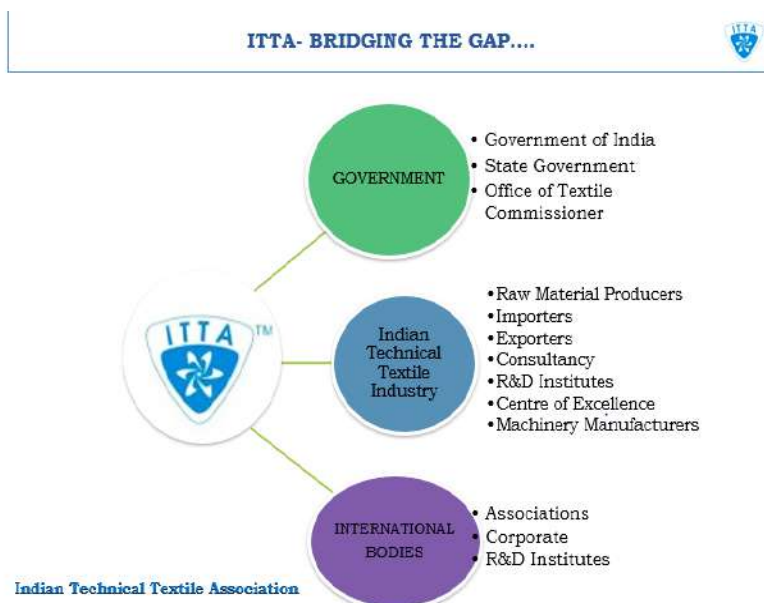 ITTA- BRIDGING THE GAP....
ITTA
GOVERNMENT
• Government of India
• State Government
• Office of Textile
Commissioner
ITTA™
Indian
Technical
Textile
Industry
•Raw Material Producers
•Importers
•Exporters
•Consultancy
•R&D Institutes
•Centre of Excellence
•Machinery Manufacturers
INTERNATIONAL
BODIES
• Associations
• Corporate
• R&D Institutes
Indian Technical Textile Association